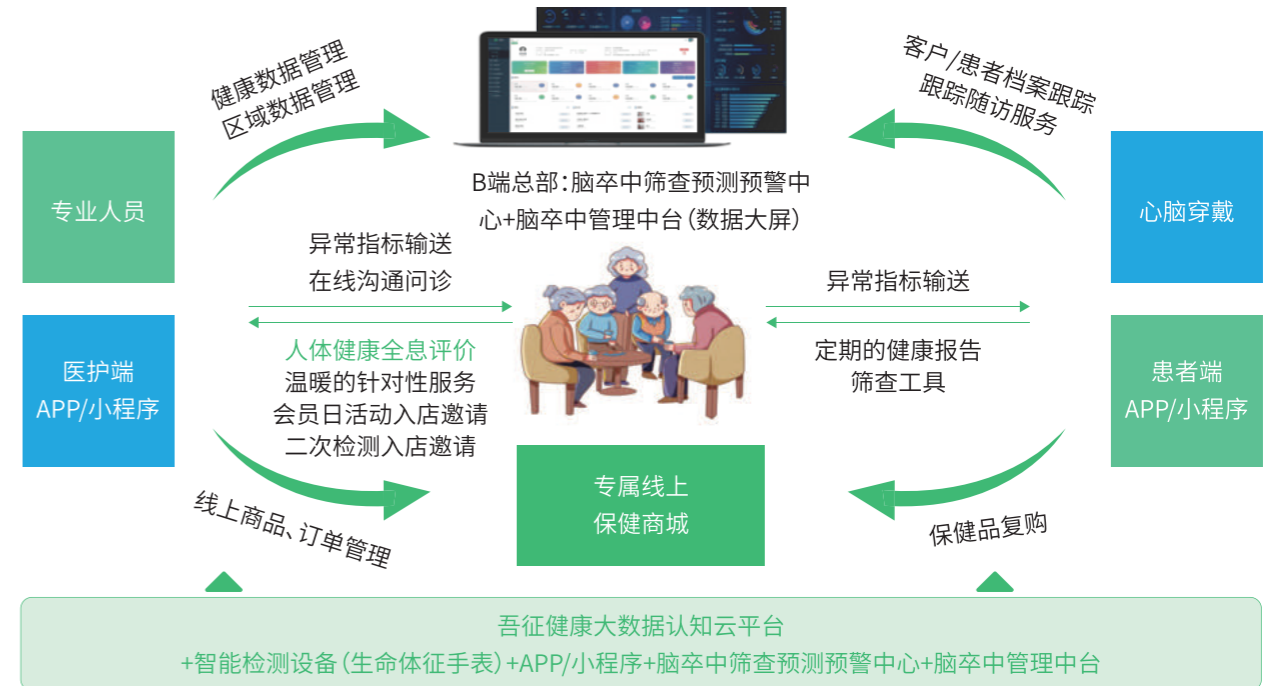 健康数据管理
区域数据管理
客户/患者档案跟踪
跟踪随访服务
专业人员
医护端
APP/小程序
B端总部：脑卒中筛查预测预警中
心+脑卒中管理中台（数据大屏）
心脑穿戴
患者端
APP/小程序
异常指标输送
在线沟通问诊
人体健康全息评价
温暖的针对性服务
会员日活动入店邀请
二次检测入店邀请
异常指标输送
定期的健康报告
筛查工具
线上商品、订单管理
专属线上
保健商城
保健品复购
吾征健康大数据认知云平台
+智能检测设备（生命体征手表）+APP/小程序+脑卒中筛查预测预警中心+脑卒中管理中台